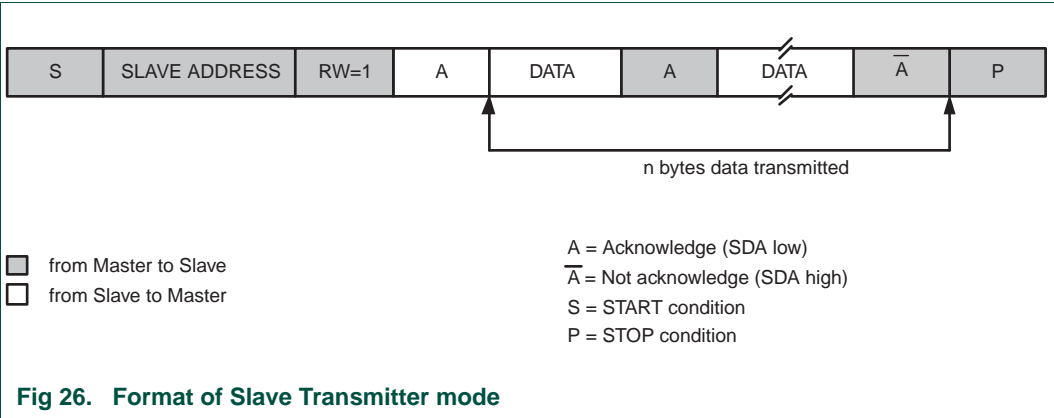 S SLAVE ADDRESS RW=1 A DATA A DATA A̅ P
n bytes data transmitted
from Master to Slave
from Slave to Master
A = Acknowledge (SDA low)
A̅ = Not acknowledge (SDA high)
S = START condition
P = STOP condition
Fig 26. Format of Slave Transmitter mode